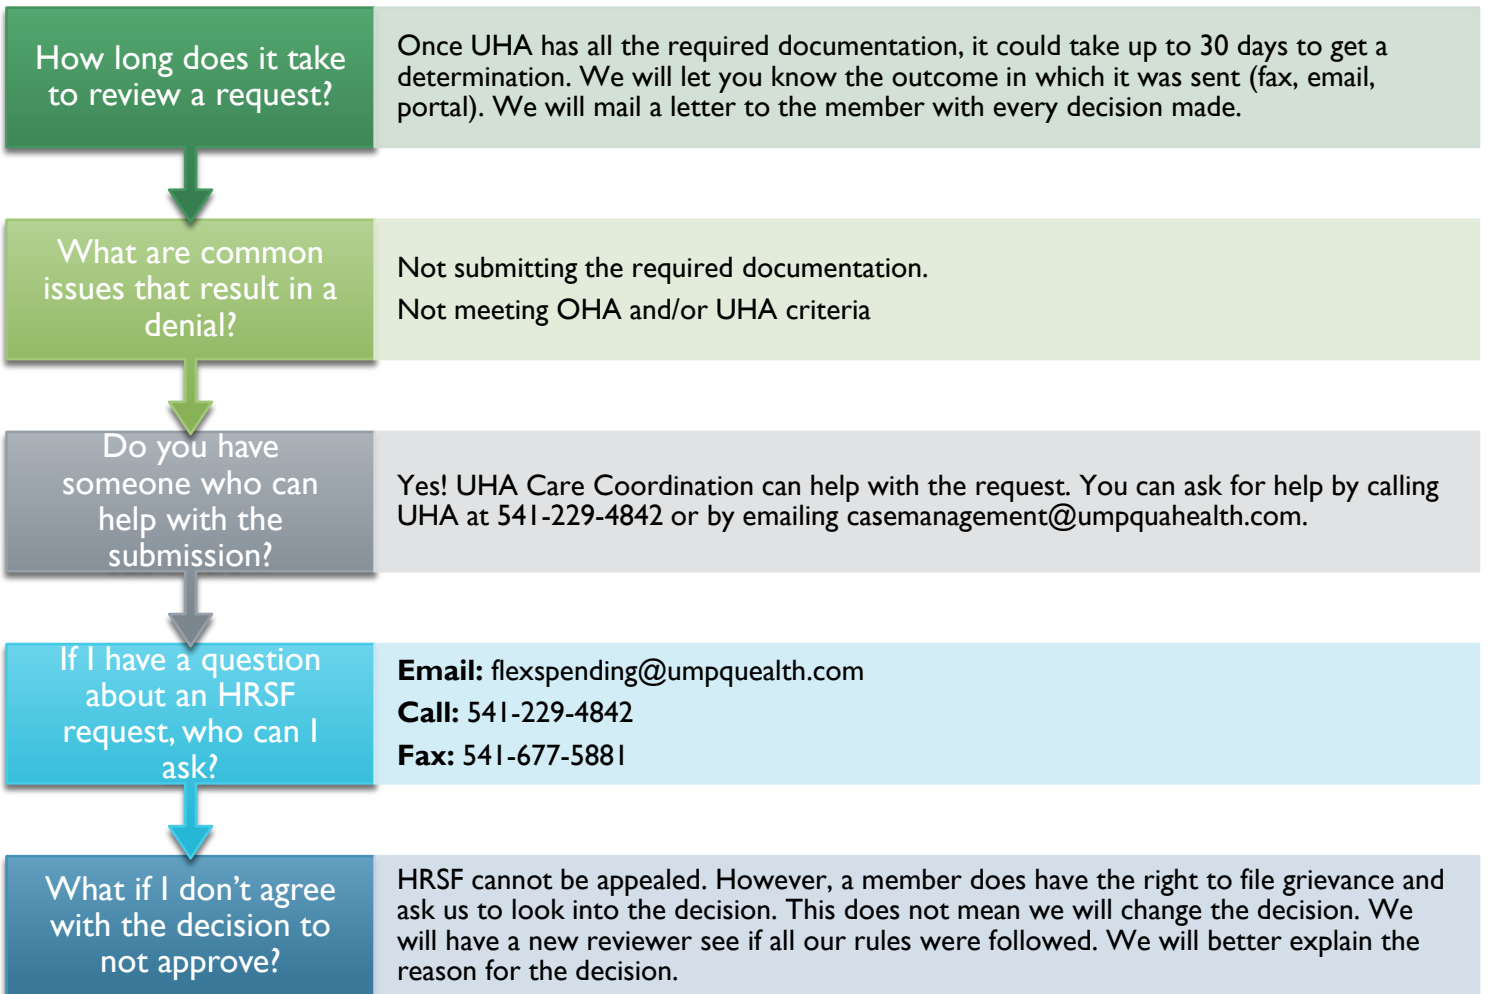 How long does it take
to review a request?
Once UHA has all the required documentation, it could take up to 30 days to get a
determination. We will let you know the outcome in which it was sent (fax, email,
portal). We will mail a letter to the member with every decision made.
What are common
issues that result in a
denial?
Not submitting the required documentation.
Not meeting OHA and/or UHA criteria
Do you have
someone who can
help with the
submission?
Yes! UHA Care Coordination can help with the request. You can ask for help by calling
UHA at 541-229-4842 or by emailing casemanagement@umpquahealth.com.
If I have a question
about an HRSF
request, who can I
ask?
Email: flexspending@umpquealth.com
Call: 541-229-4842
Fax: 541-677-5881
What if I don't agree
with the decision to
not approve?
HRSF cannot be appealed. However, a member does have the right to file grievance and
ask us to look into the decision. This does not mean we will change the decision. We
will have a new reviewer see if all our rules were followed. We will better explain the
reason for the decision.